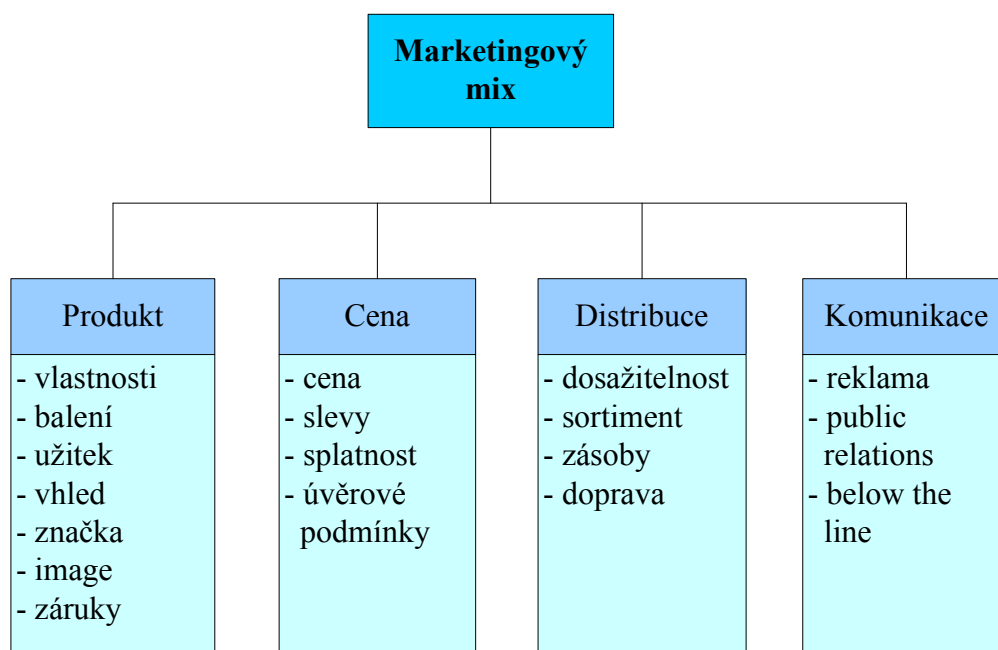 Marketingový
mix
Produkt
- vlastnosti
- balení
- užitek
- vhled
- značka
- image
- záruky
Cena
- cena
- slevy
- splatnost
- úvěrové
podmínky
Distribuce
- dosažitelnost
- sortiment
- zásoby
- doprava
Komunikace
- reklama
- public
relations
- below the
line